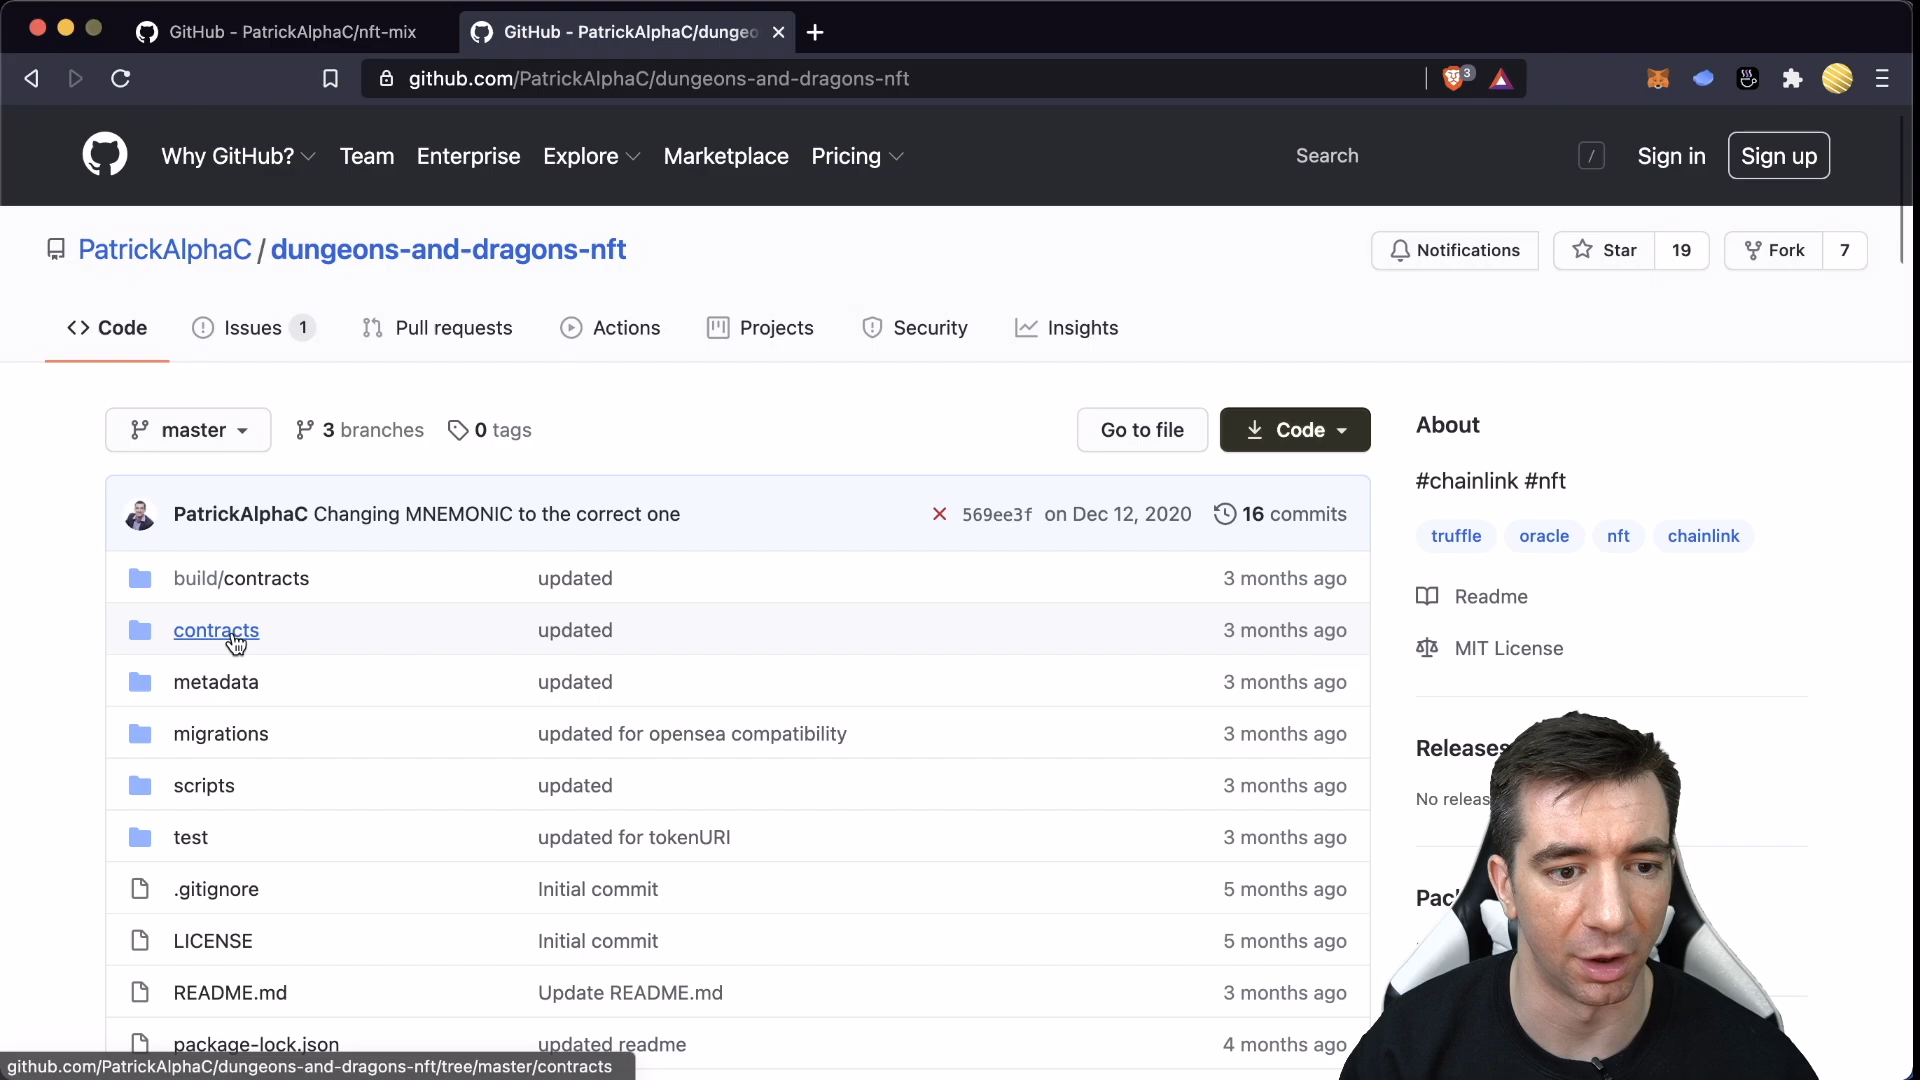 GitHub - PatrickAlphaC/nft-mix
GitHub - PatrickAlphaC/dungeo
github.com/PatrickAlphaC/dungeons-and-dragons-nft
3
Why GitHub? Team Enterprise Explore Marketplace Pricing
Search
/
Sign in
Sign up
PatrickAlphaC / dungeons-and-dragons-nft
Notifications
Star 19
Fork 7
Code
Issues 1
Pull requests
Actions
Projects
Security
Insights
master
3 branches
0 tags
Go to file
Code
PatrickAlphaC Changing MNEMONIC to the correct one
569ee3f on Dec 12, 2020
16 commits
build/contracts updated 3 months ago
contracts updated 3 months ago
metadata updated 3 months ago
migrations updated for opensea compatibility 3 months ago
scripts updated 3 months ago
test updated for tokenURI 3 months ago
.gitignore Initial commit 5 months ago
LICENSE Initial commit 5 months ago
README.md Update README.md 3 months ago
package-lock.json updated readme 4 months ago
About
#chainlink #nft
truffle oracle nft chainlink
Readme
MIT License
Releases
No releas
Pac
github.com/PatrickAlphaC/dungeons-and-dragons-nft/tree/master/contracts